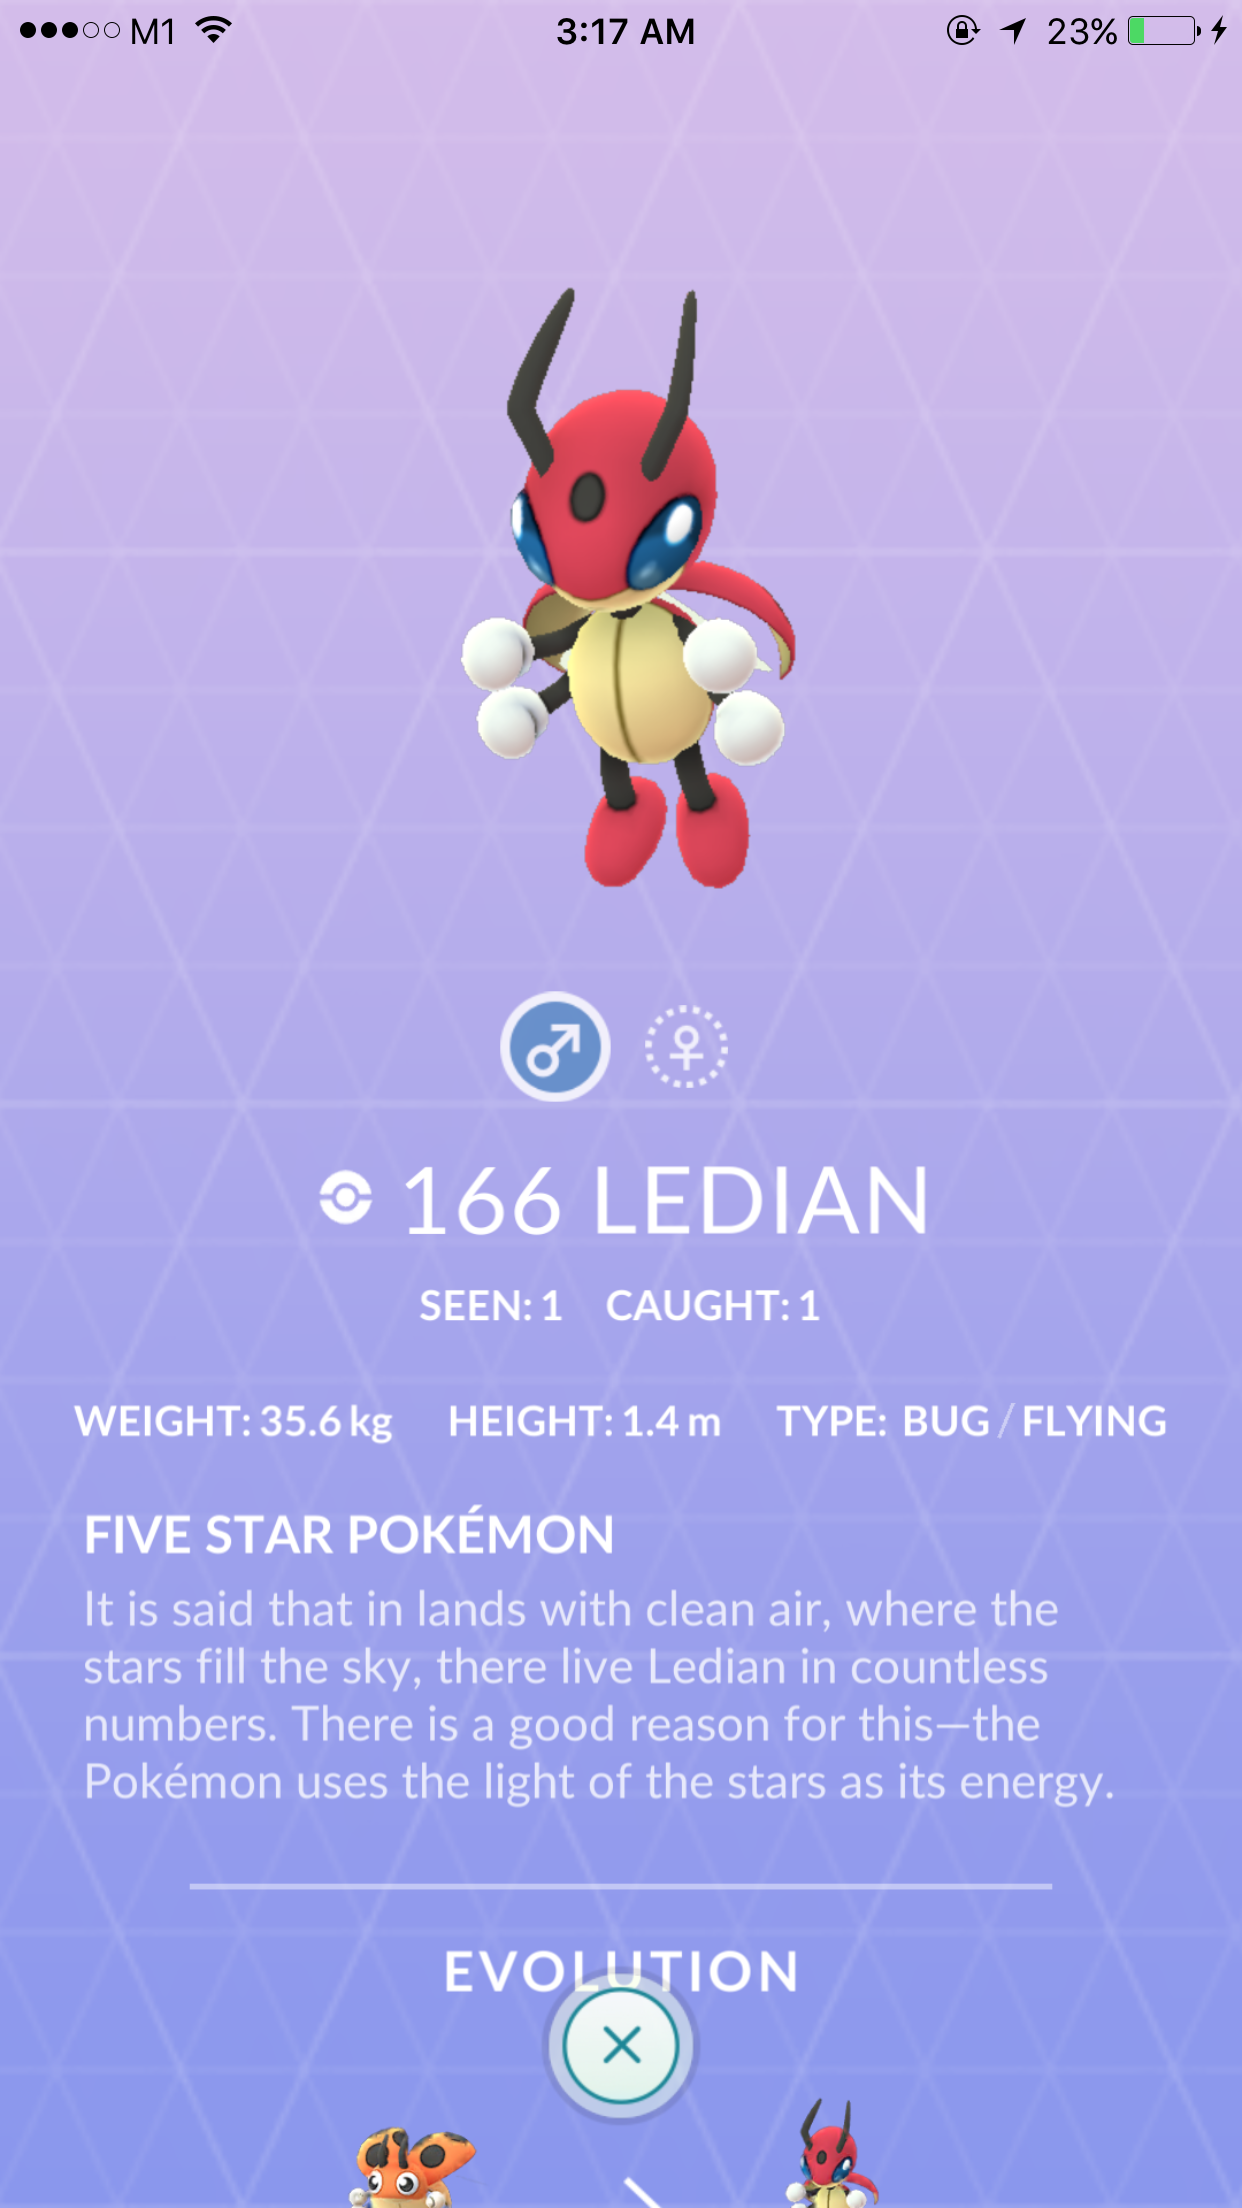 M1 3:17 AM 23%
166 LEDIAN
SEEN: 1 CAUGHT: 1
WEIGHT: 35.6 kg HEIGHT: 1.4 m TYPE: BUG / FLYING
FIVE STAR POKÉMON
It is said that in lands with clean air, where the
stars fill the sky, there live Ledian in countless
numbers. There is a good reason for this—the
Pokémon uses the light of the stars as its energy.
EVOLUTION